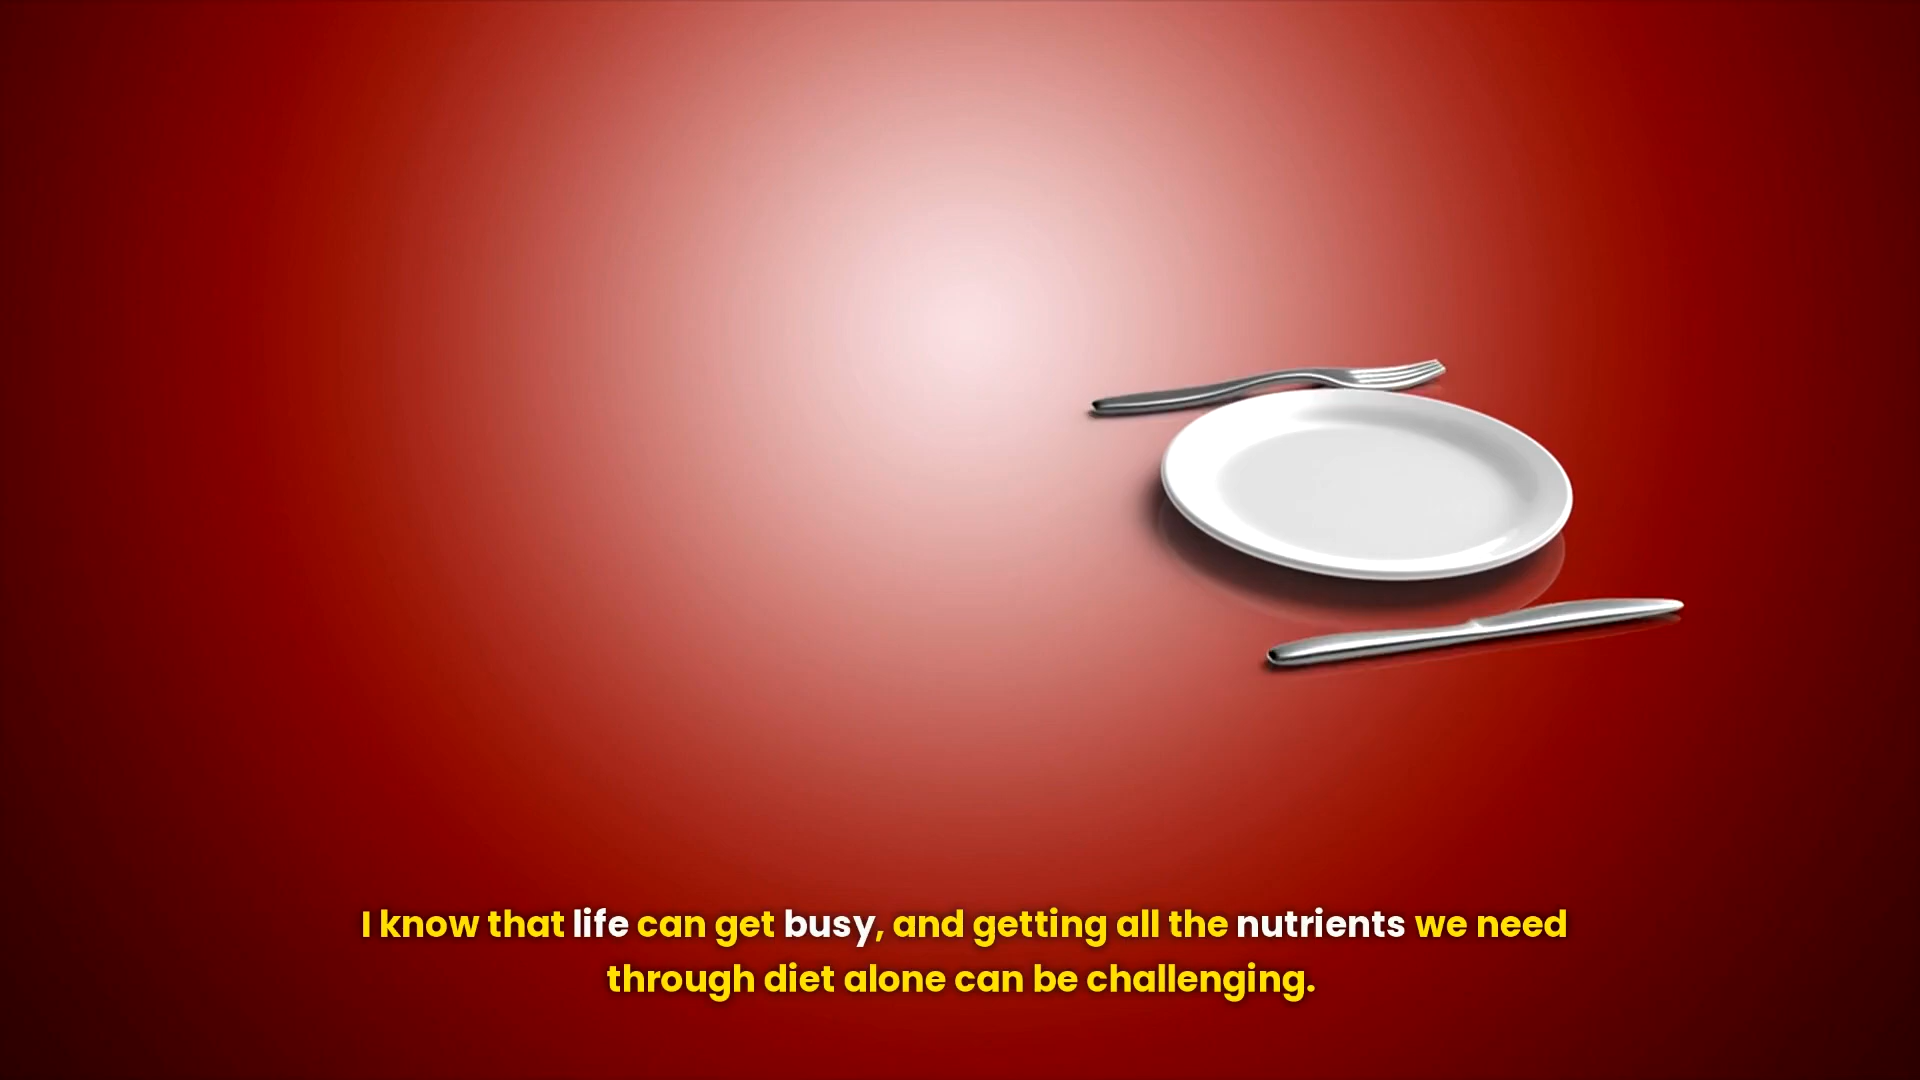 I know that life can get busy, and getting all the nutrients we need
through diet alone can be challenging.